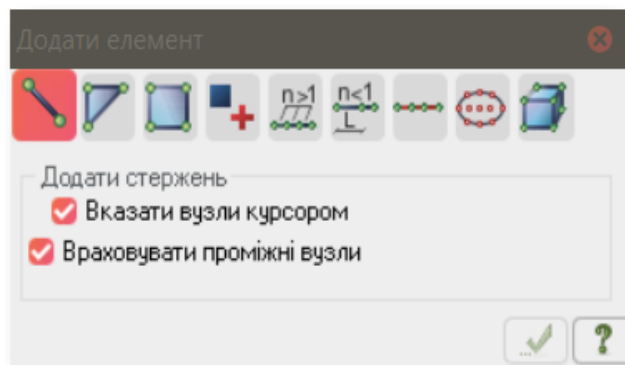 Додати елемент
n>1
n<1
L
Додати стержень
Вказати вузли курсором
Враховувати проміжні вузли
?